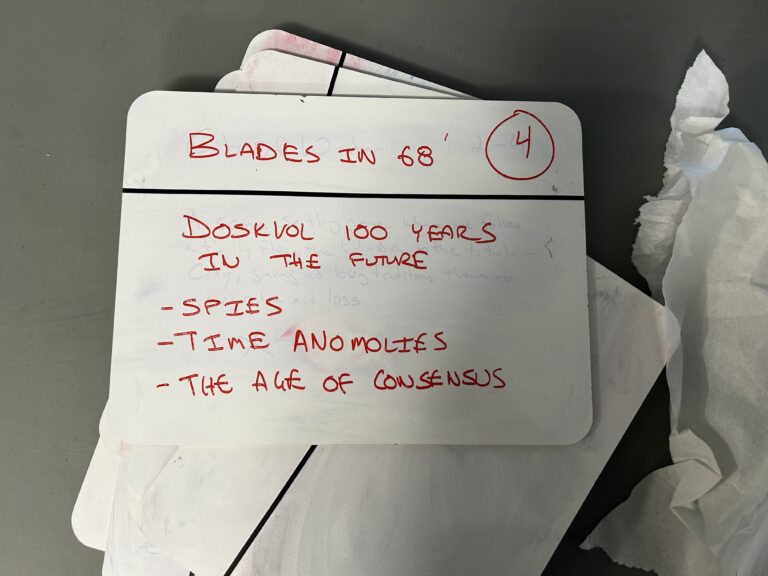 BLADES IN 68'
4
DOSKVOL 100 YEARS
IN THE FUTURE
- SPIES
- TIME ANOMOLIES
- THE AGE OF CONSENSUS